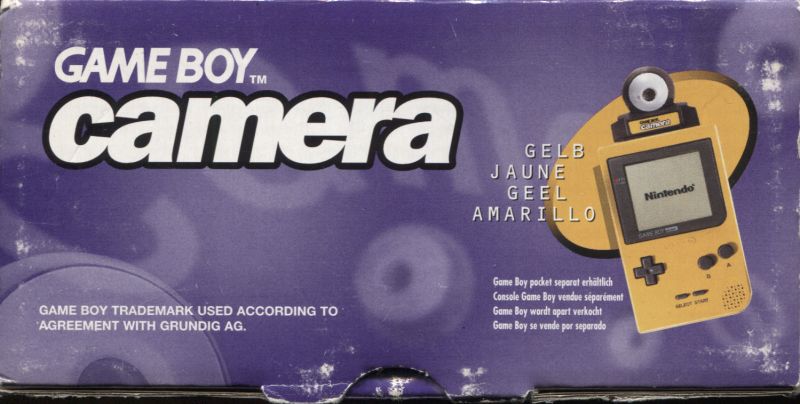 GAME BOY™
camera
GELB
JAUNE
GEEL
AMARILLO
GAME BOY
camera
Nintendo®
GAME BOY pocket
B A
SELECT START
Game Boy pocket separat erhältlich
Console Game Boy vendue séparément
Game Boy wordt apart verkocht
Game Boy se vende por separado
GAME BOY TRADEMARK USED ACCORDING TO
AGREEMENT WITH GRUNDIG AG.